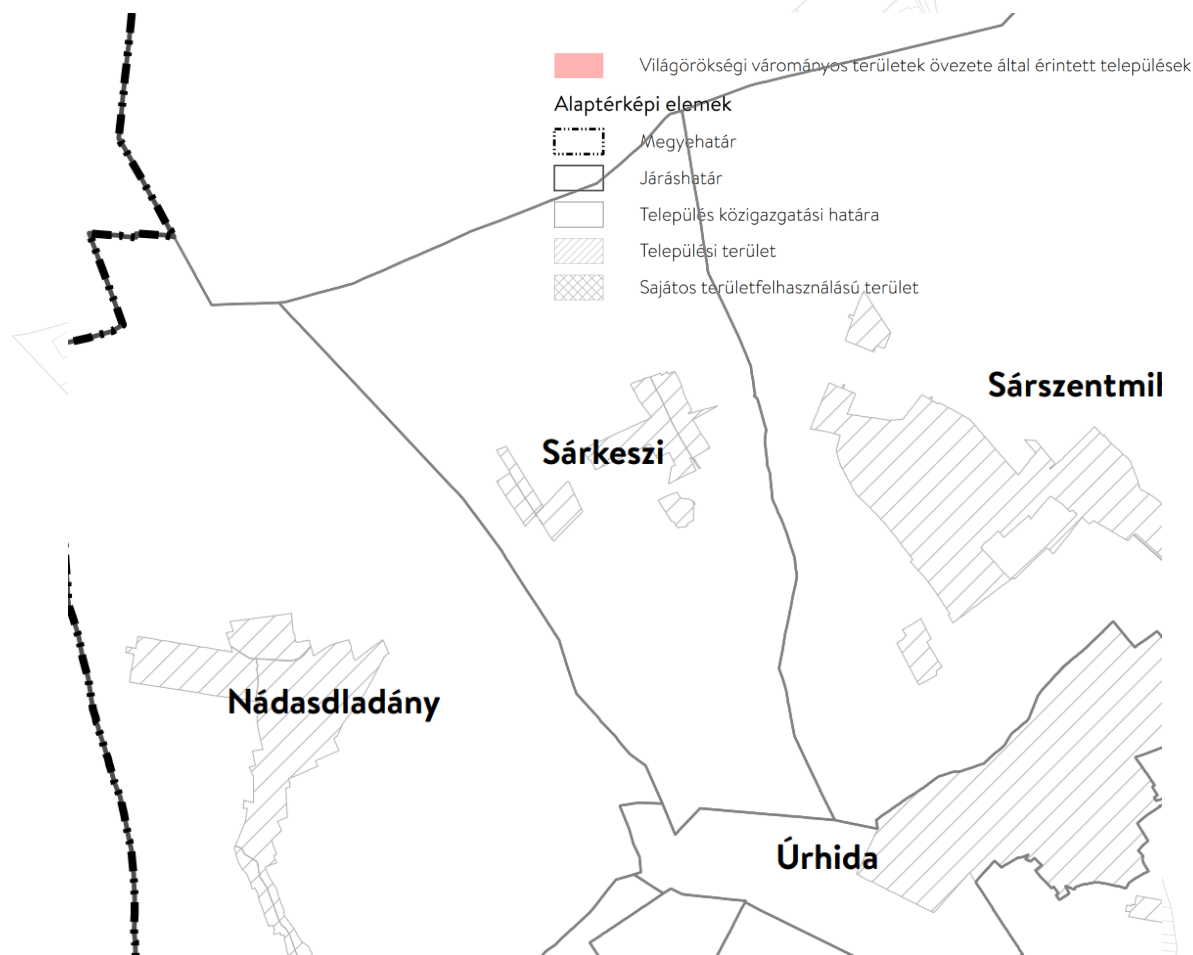 Világörökségi várományos területek övezete által érintett települések
Alaptérképi elemek
Megyehatár
Járáshatár
Település közigazgatási határa
Települési terület
Sajátos területfelhasználású terület
Sárszentmil
Sárkeszi
Nádasdladány
Úrhida